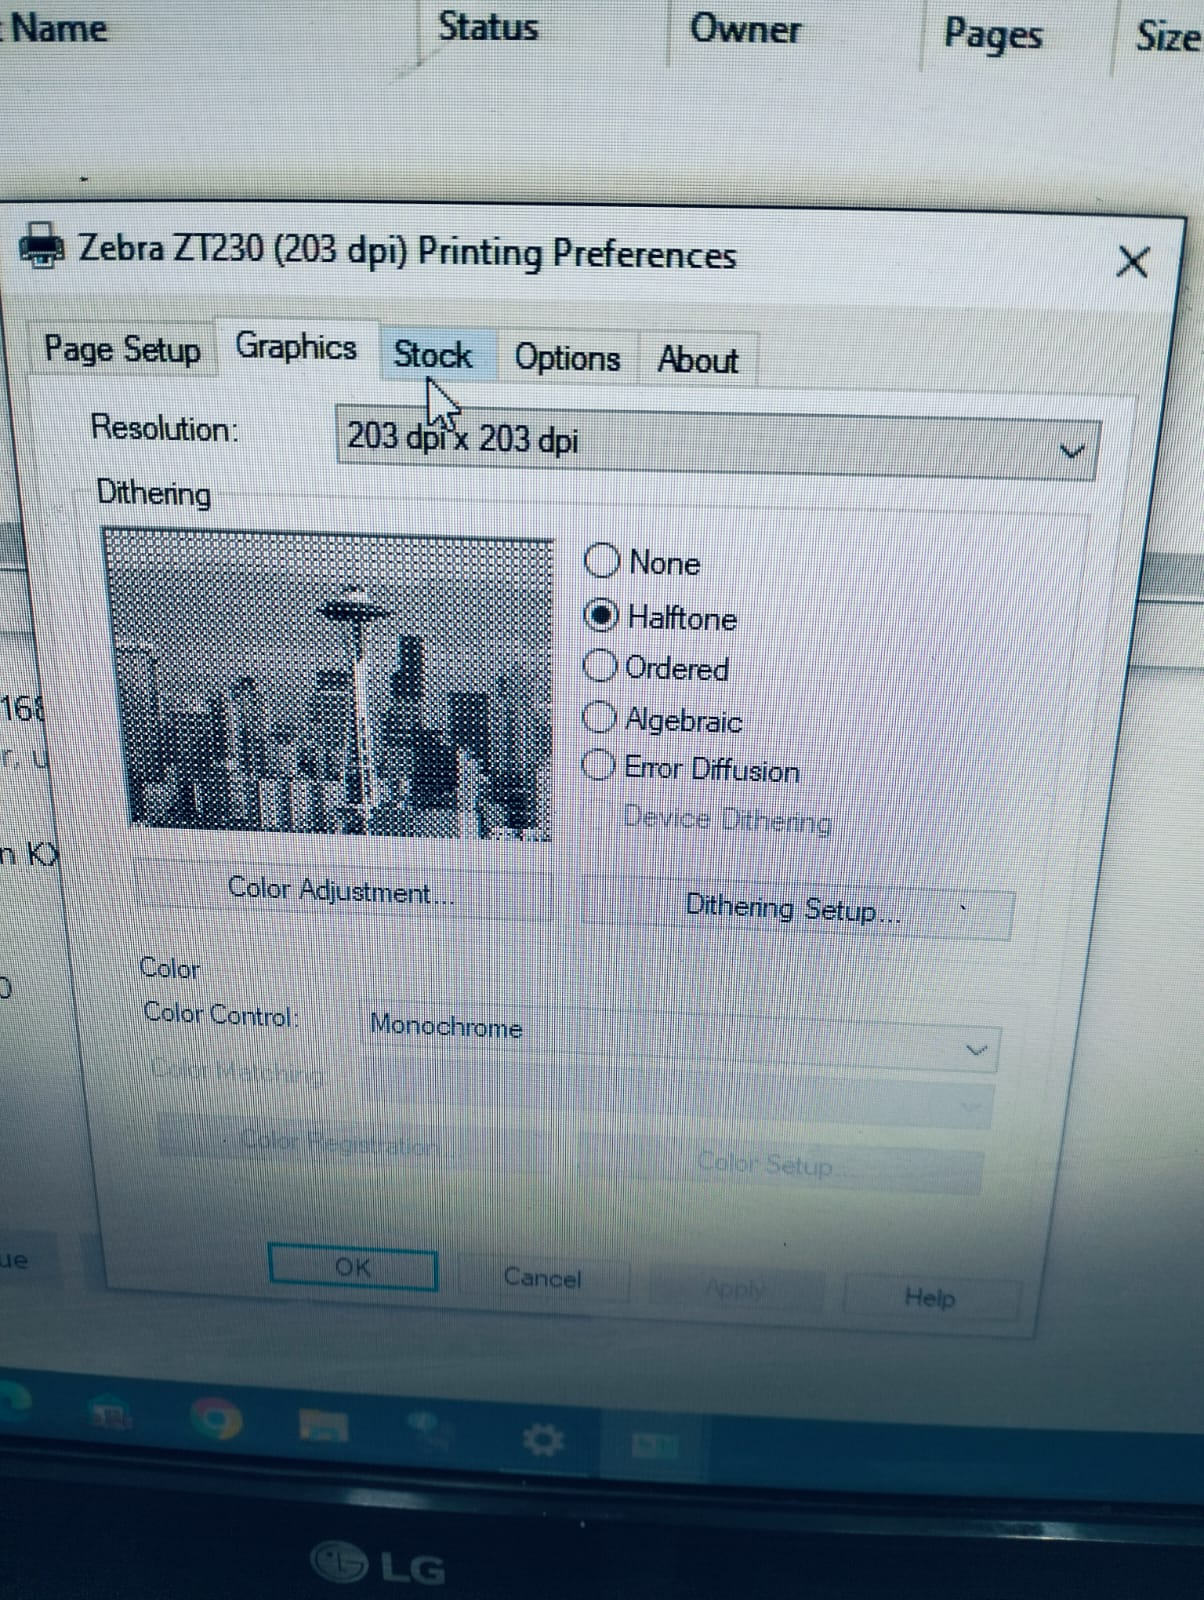 Name Status Owner Pages Size
Zebra ZT230 (203 dpi) Printing Preferences
Page Setup Graphics Stock Options About
Resolution: 203 dpi x 203 dpi
Dithering
None
Halftone
Ordered
Algebraic
Error Diffusion
Device Dithering
Color Adjustment... Dithering Setup...
Color
Color Control: Monochrome
Color Matching
Color Registration...
Color Setup...
OK Cancel Apply Help
LG